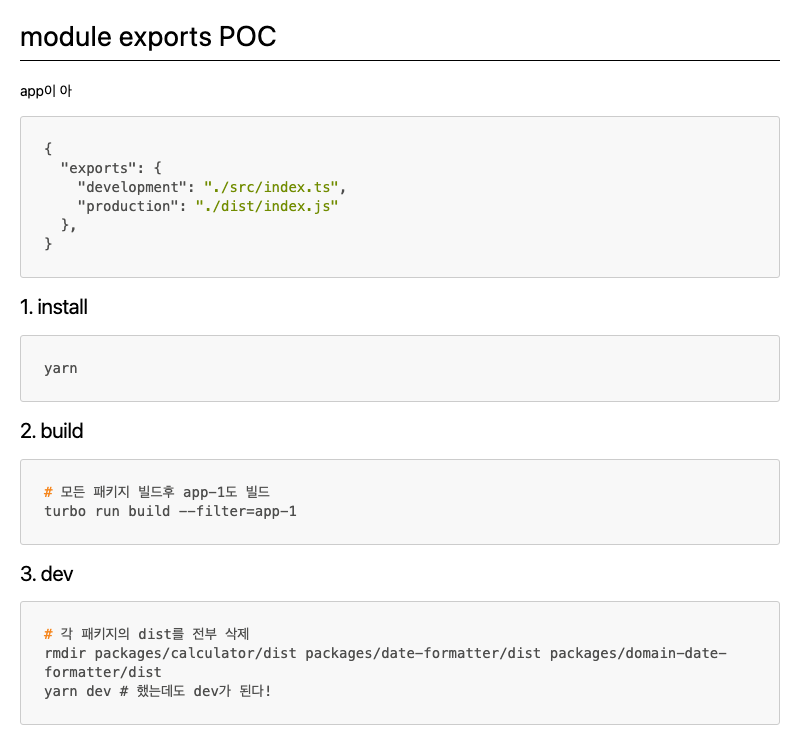 module exports POC
app이 아
{
  "exports": {
    "development": "./src/index.ts",
    "production": "./dist/index.js"
  },
}
1. install
yarn
2. build
# 모든 패키지 빌드후 app-1도 빌드
turbo run build --filter=app-1
3. dev
# 각 패키지의 dist를 전부 삭제
rmdir packages/calculator/dist packages/date-formatter/dist packages/domain-date-
formatter/dist
yarn dev # 했는데도 dev가 된다!